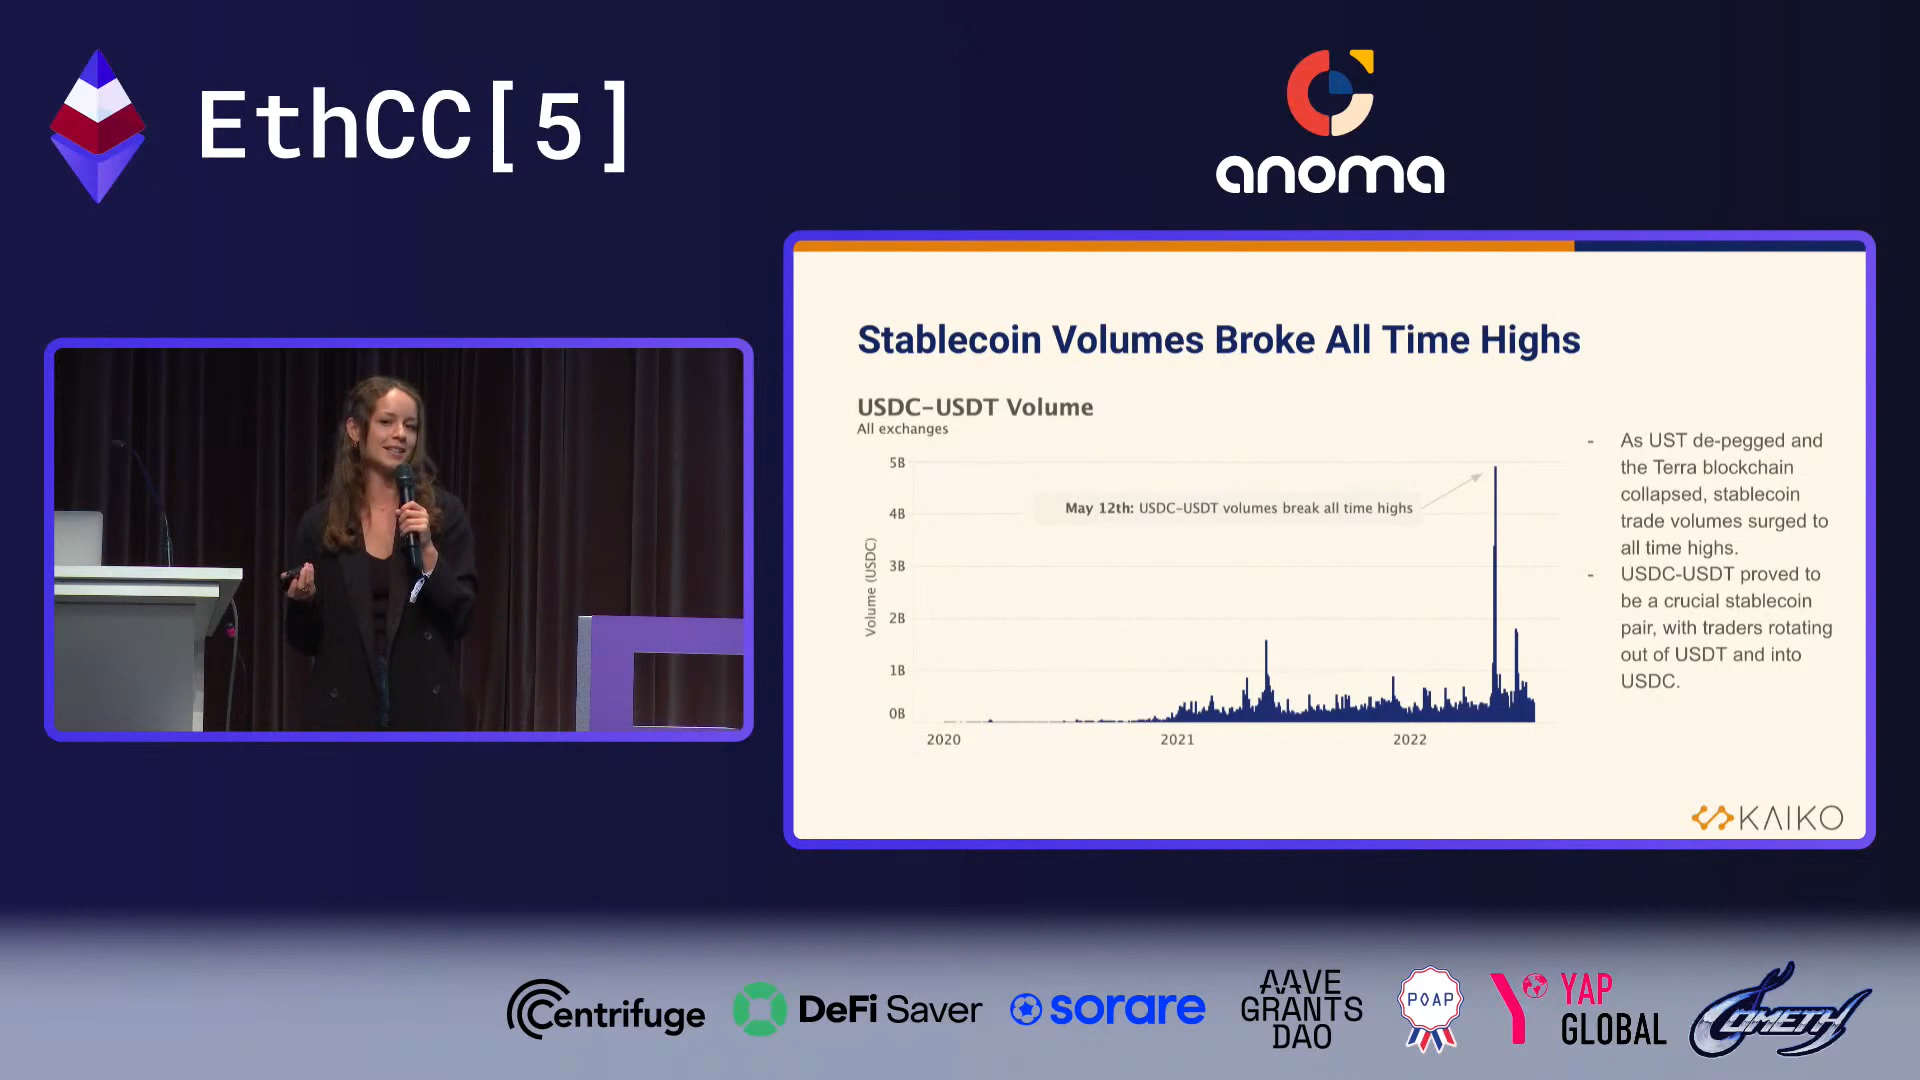 EthCC[5]
anoma
Stablecoin Volumes Broke All Time Highs
USDC-USDT Volume
All exchanges
5B
4B
3B
2B
1B
0B
Volume (USDC)
May 12th: USDC-USDT volumes break all time highs
2020
2021
2022
- As UST de-pegged and
the Terra blockchain
collapsed, stablecoin
trade volumes surged to
all time highs.
- USDC-USDT proved to
be a crucial stablecoin
pair, with traders rotating
out of USDT and into
USDC.
KAIKO
Centrifuge
DeFi Saver
sorare
AAVE
GRANTS
DAO
POAP
YAP
GLOBAL
COMETH